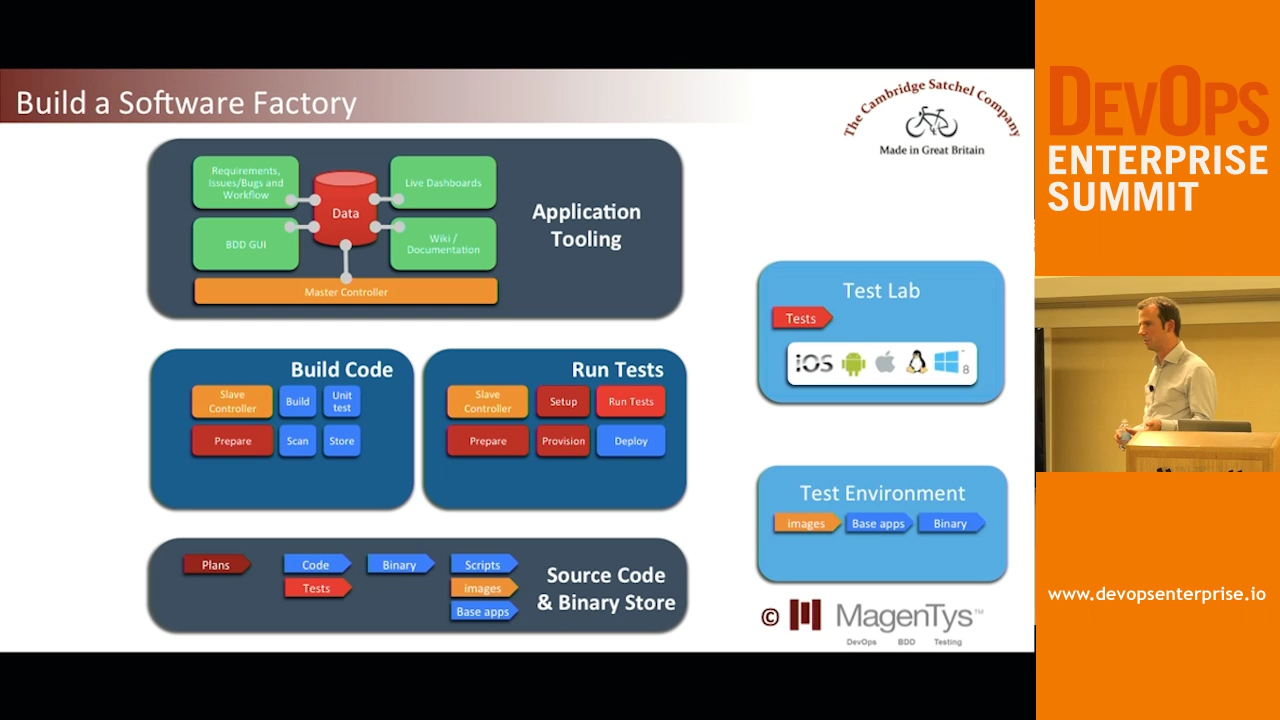 Build a Software Factory
The Cambridge Satchel Company
Made in Great Britain
Requirements,
Issues/Bugs and
Workflow
Data
Live Dashboards
BDD GUI
Wiki /
Documentation
Master Controller
Application
Tooling
Build Code
Slave
Controller
Build
Unit
test
Prepare
Scan
Store
Run Tests
Slave
Controller
Setup
Run Tests
Prepare
Provision
Deploy
Plans
Code
Tests
Binary
Scripts
images
Base apps
Source Code
& Binary Store
Test Lab
Tests
iOS
8
Test Environment
images
Base apps
Binary
© MagenTys™
DevOps BDD Testing
DEVOPS
ENTERPRISE
SUMMIT
www.devopsenterprise.io